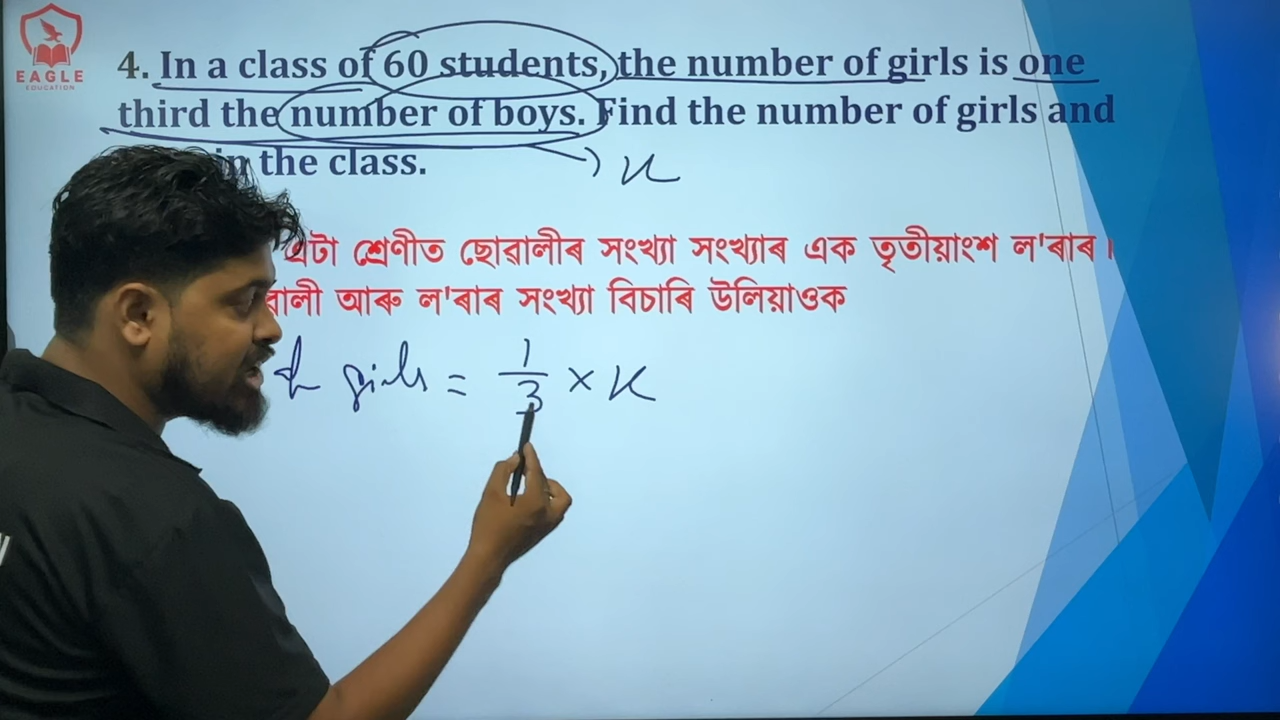 EAGLE
EDUCATION
4. In a class of 60 students, the number of girls is one
third the number of boys. Find the number of girls and
in the class.
x
এটা শ্ৰেণীত ছোৱালীৰ সংখ্যা সংখ্যাৰ এক তৃতীয়াংশ ল'ৰাৰ।
আৰু ল'ৰাৰ সংখ্যা বিচাৰি উলিয়াওক
girls = 1/3 × x